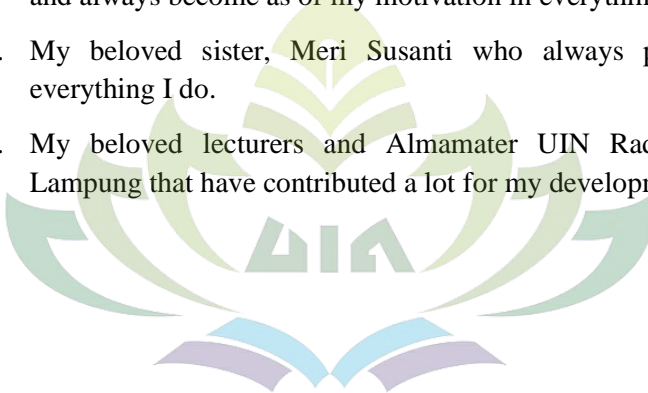 and always become as of my motivation in everythin
. My beloved sister, Meri Susanti who always p
everything I do.
. My beloved lecturers and Almamater UIN Rad
Lampung that have contributed a lot for my developm
UIN